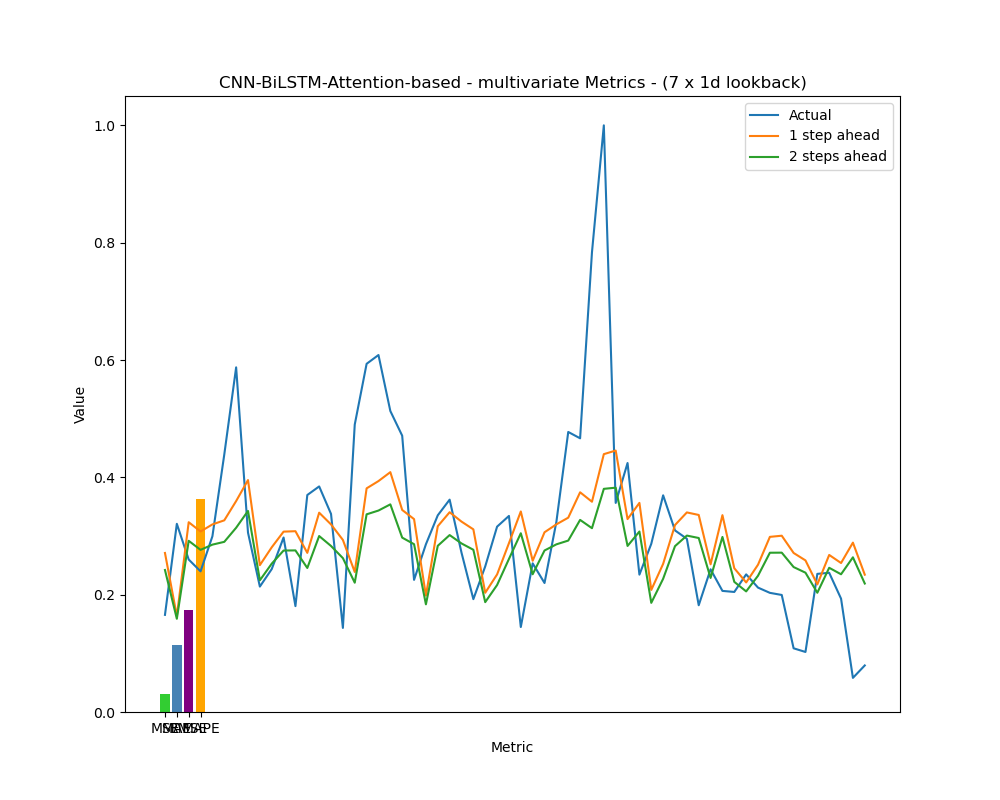 CNN-BiLSTM-Attention-based - multivariate Metrics - (7 x 1d lookback)
Actual
1 step ahead
2 steps ahead
1.0
0.8
0.6
0.4
0.2
0.0
Value
Metric